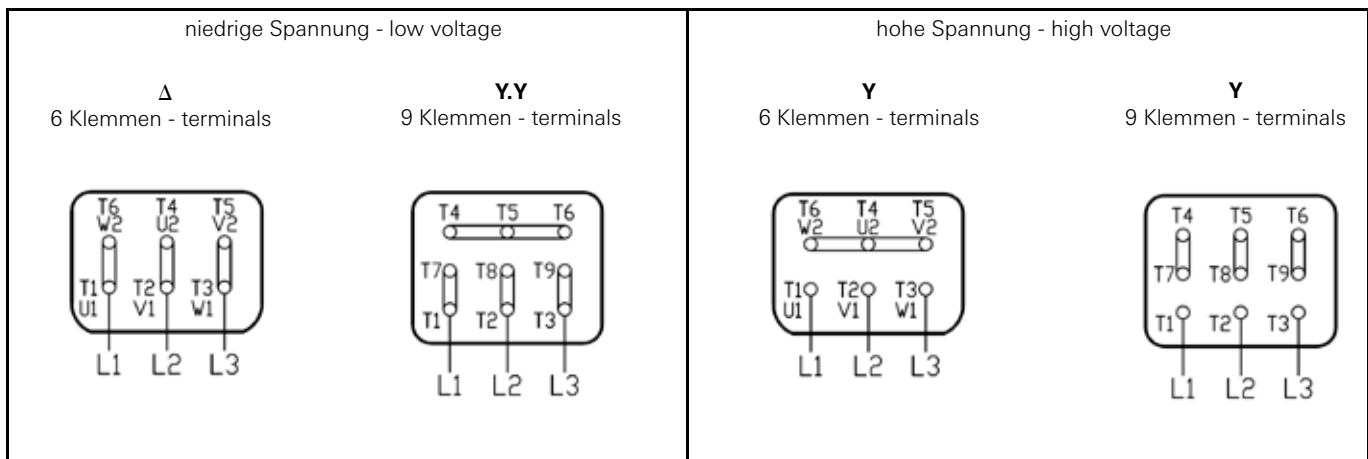 niedrige Spannung - low voltage
Δ
6 Klemmen - terminals
T6 T4 T5
W2 U2 V2
T1 T2 T3
U1 V1 W1
L1 L2 L3
Y.Y
9 Klemmen - terminals
T4 T5 T6
T7 T8 T9
T1 T2 T3
L1 L2 L3
hohe Spannung - high voltage
Y
6 Klemmen - terminals
T6 T4 T5
W2 U2 V2
T1 T2 T3
U1 V1 W1
L1 L2 L3
Y
9 Klemmen - terminals
T4 T5 T6
T7 T8 T9
T1 T2 T3
L1 L2 L3